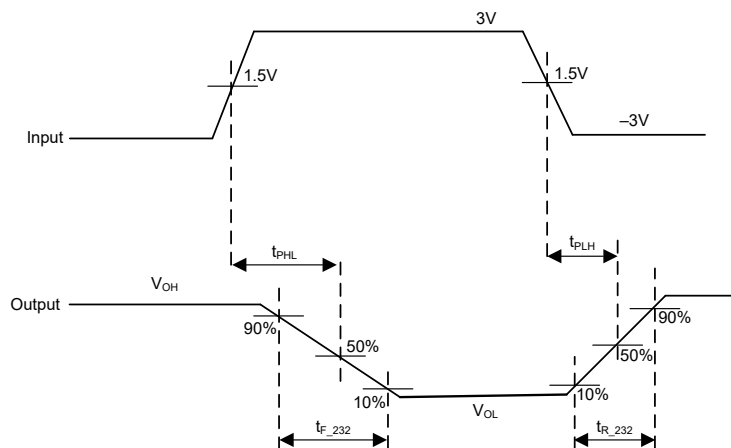 3V
1.5V
1.5V
–3V
Input
tPHL
tPLH
VOH
Output
90%
90%
50%
50%
10%
10%
VOL
tF_232
tR_232